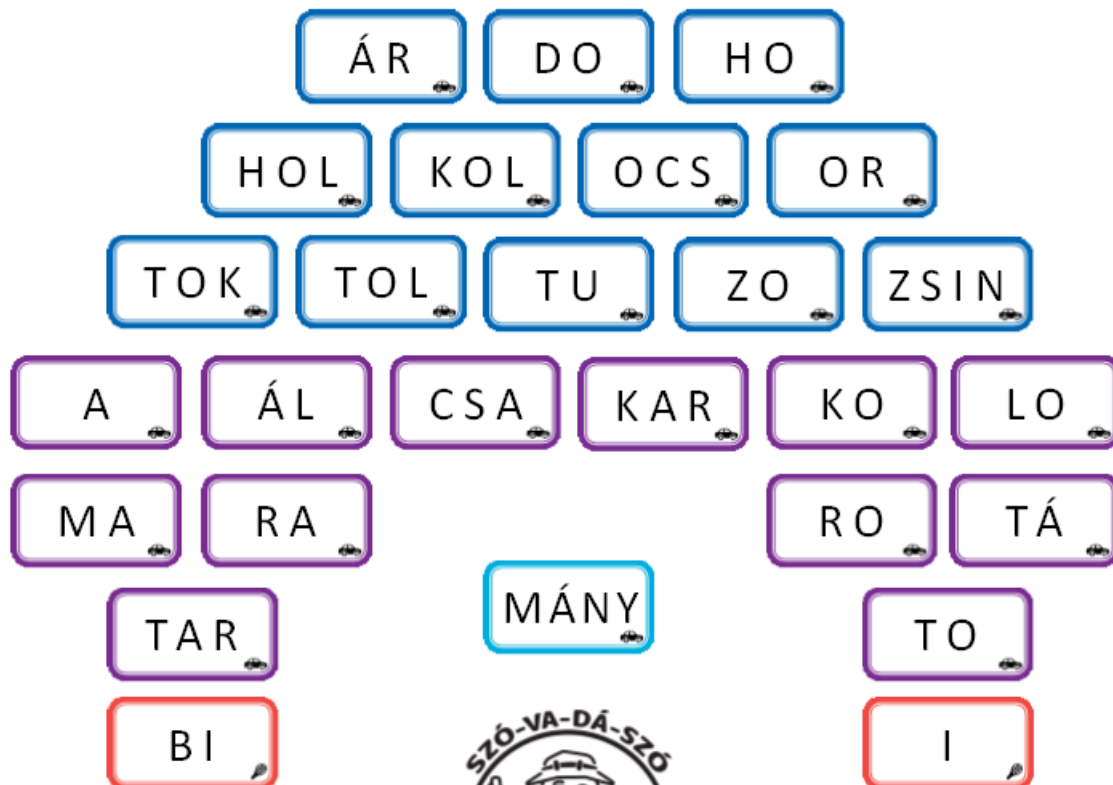 ÁR DO HO
HOL KOL OCS OR
TOK TOL TU ZO ZSIN
A ÁL CSA KAR KO LO
MA RA RO TÁ
MÁNY
TAR TO
BI I
SZÓ-VA-DÁ-SZÓ